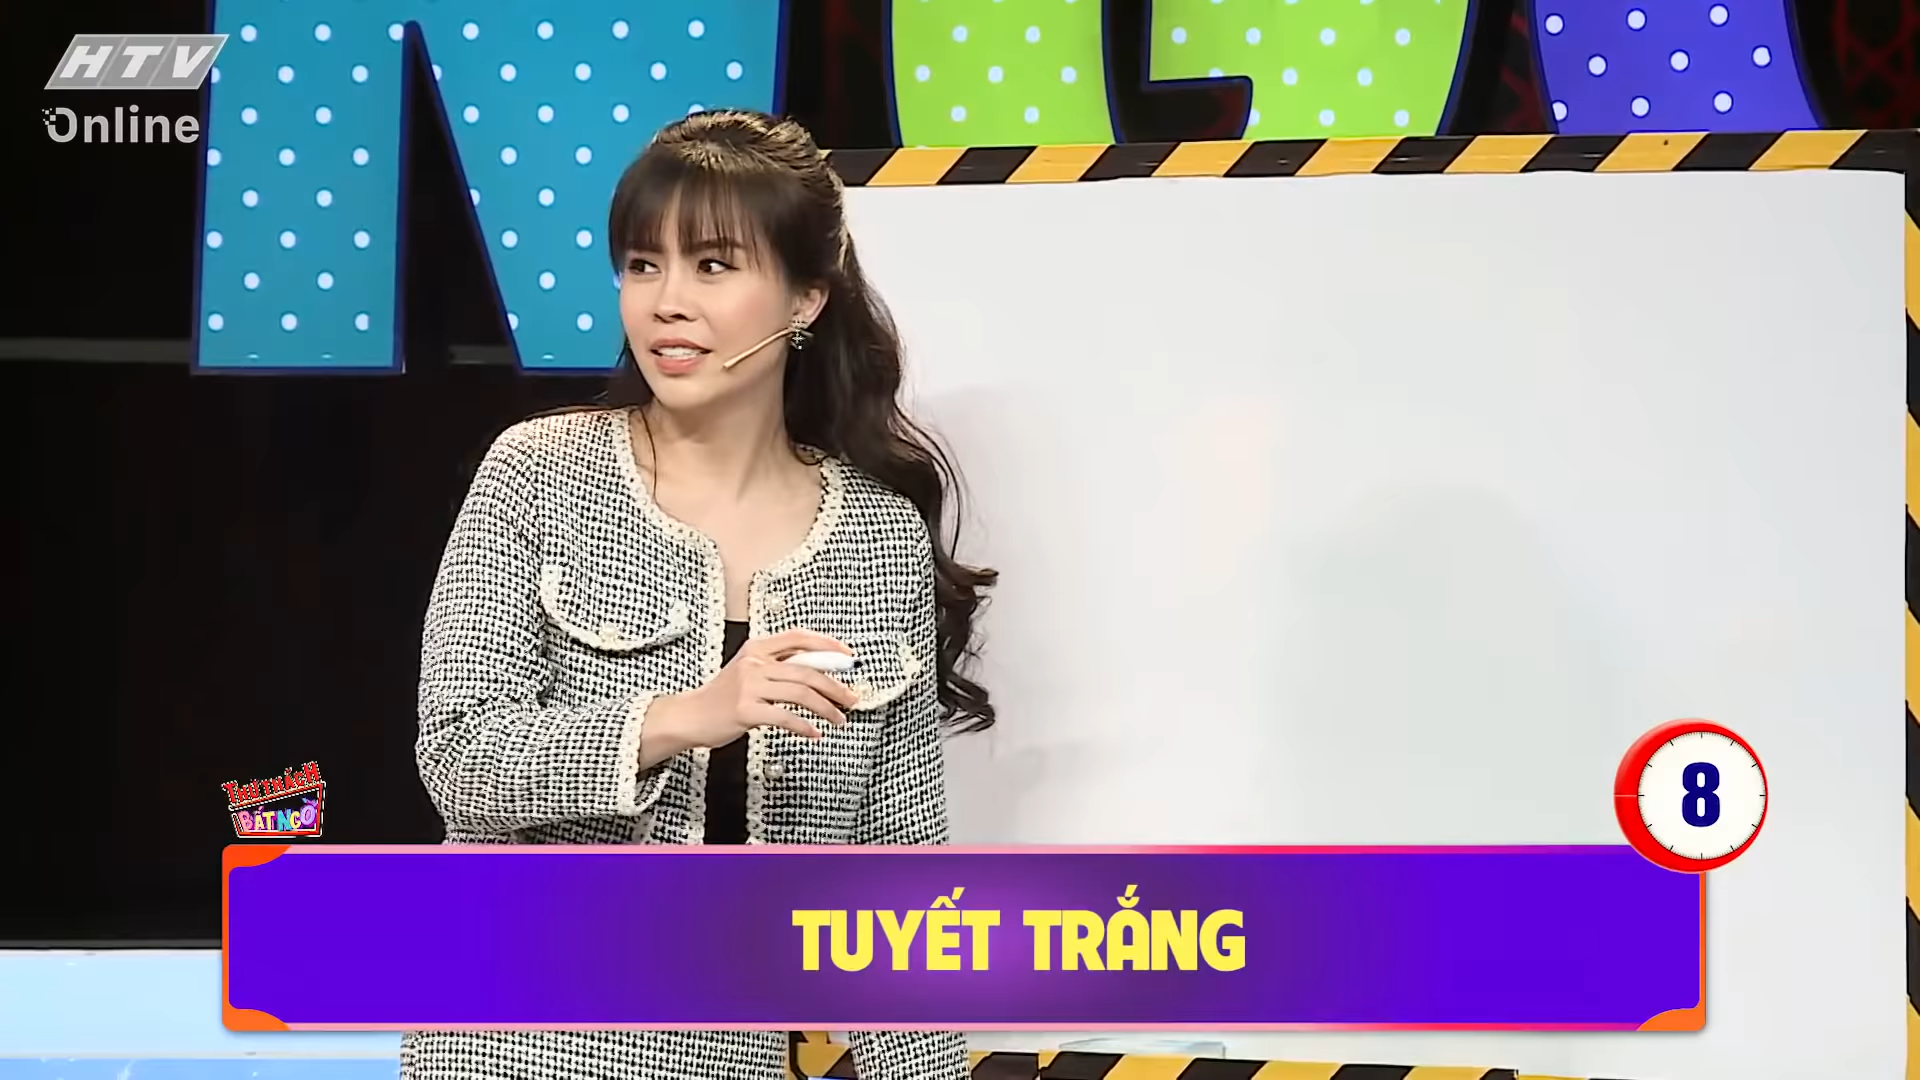 HTV
Online
THỬ THÁCH
BẤT NGỜ
8
TUYẾT TRẮNG